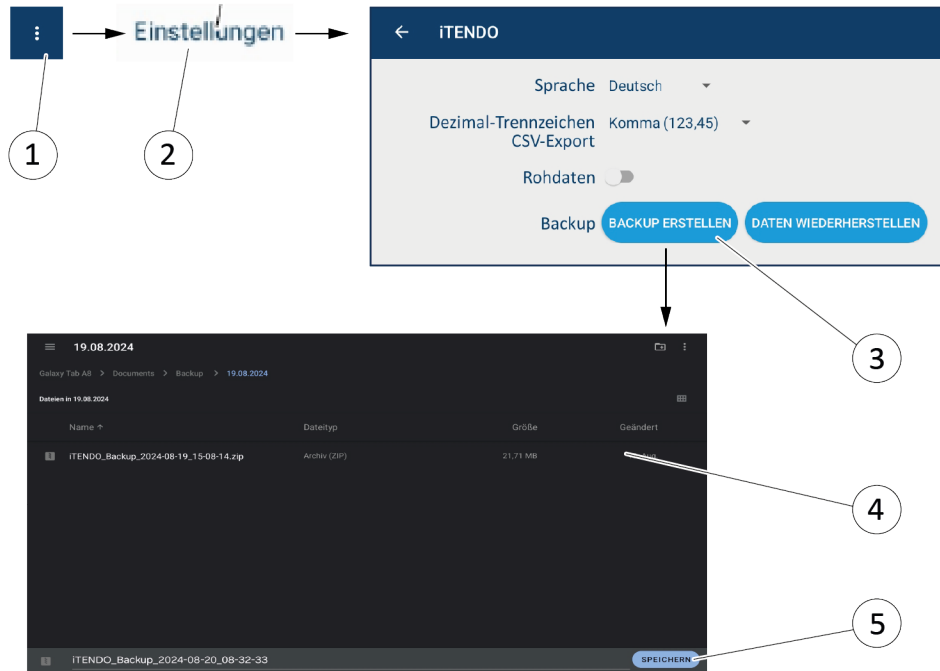 Einstellungen
iTENDO
Sprache Deutsch
Dezimal-Trennzeichen Komma (123,45)
CSV-Export
Rohdaten
Backup BACKUP ERSTELLEN DATEN WIEDERHERSTELLEN
1
2
3
19.08.2024
Galaxy Tab A8 > Documents > Backup > 19.08.2024
Dateien in 19.08.2024
Name ↑ Dateityp Größe Geändert
iTENDO_Backup_2024-08-19_15-08-14.zip Archiv (ZIP) 21,71 MB
4
5
iTENDO_Backup_2024-08-20_08-32-33 SPEICHERN